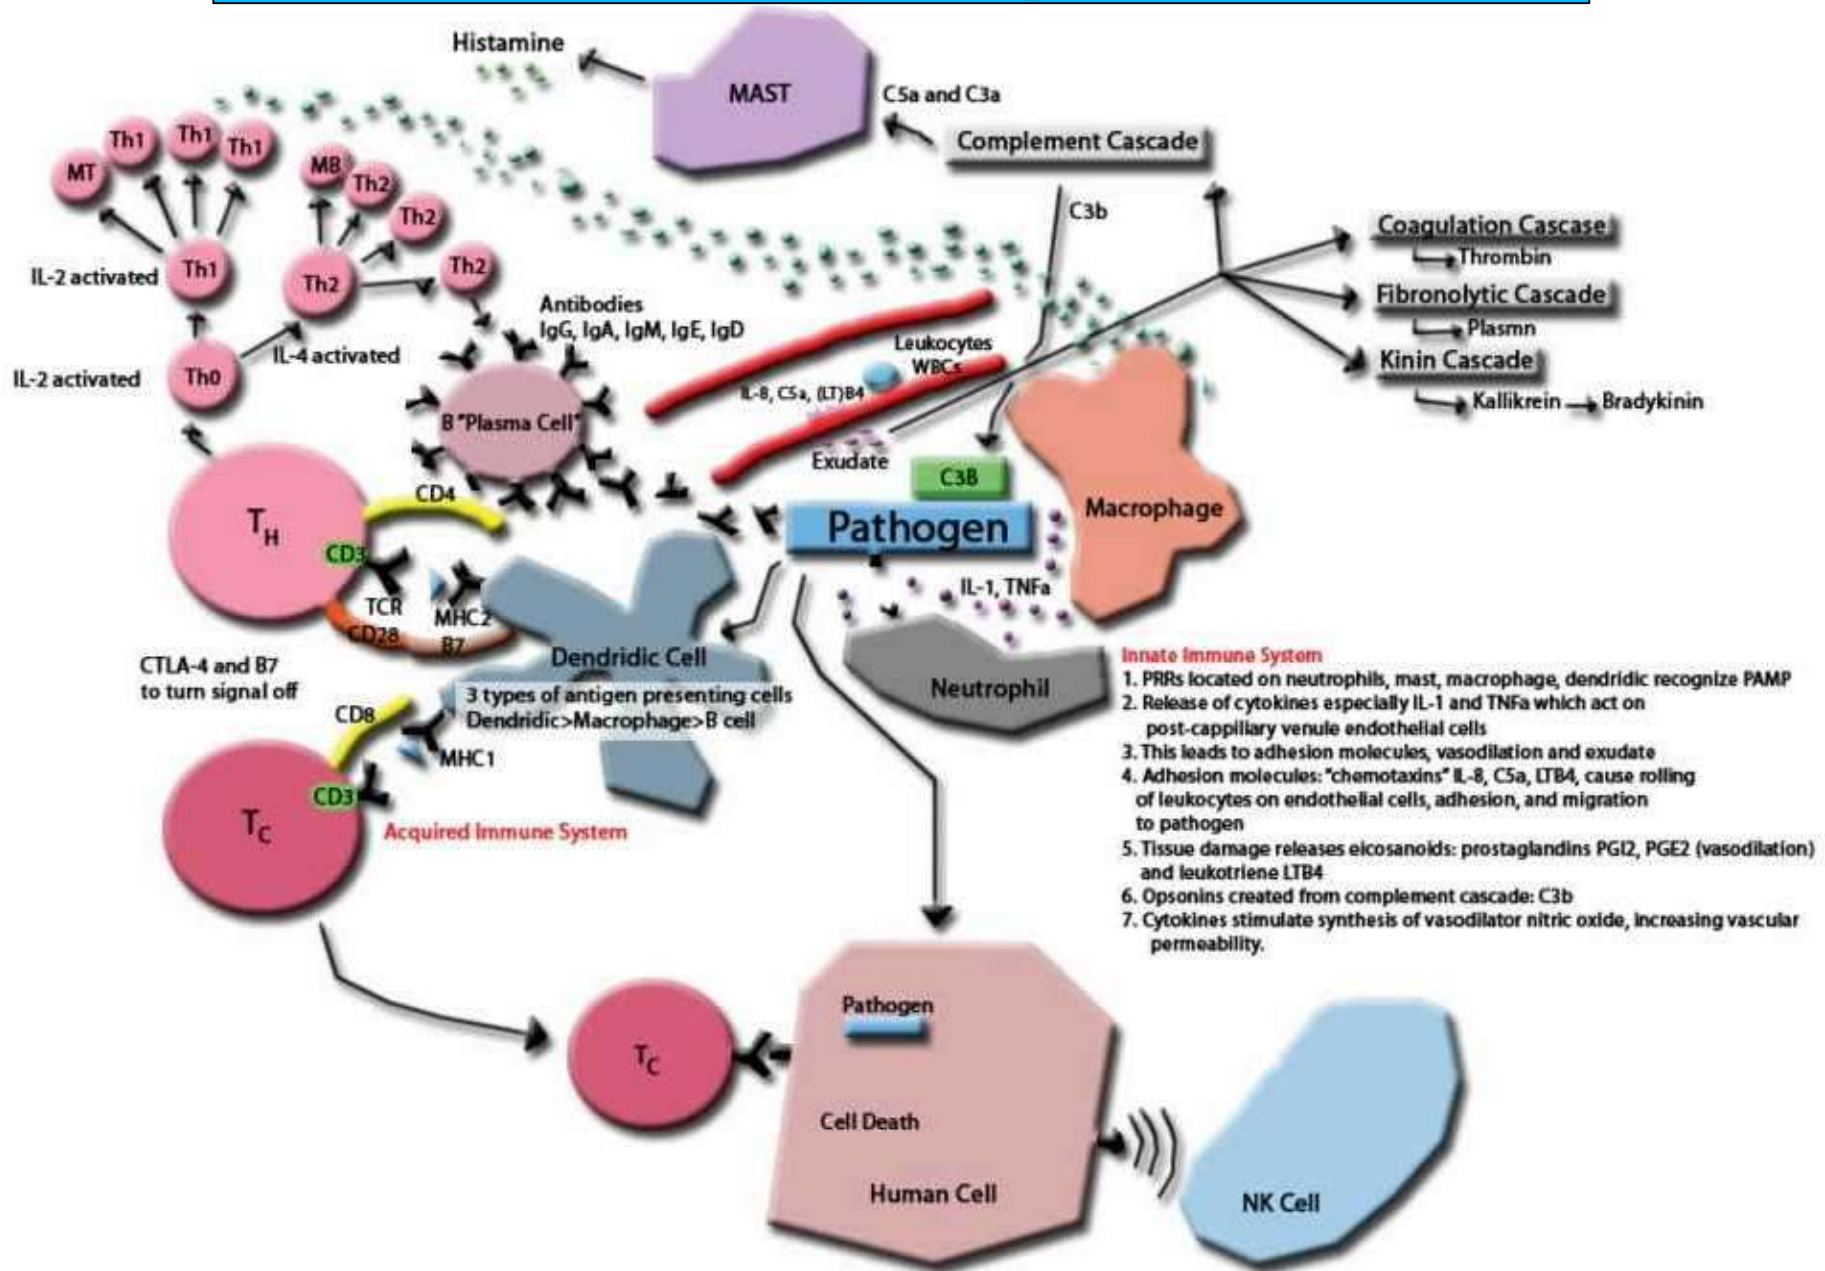 Histamine
MAST
C5a and C3a
Complement Cascade
C3b
Coagulation Cascase
Thrombin
Fibronolytic Cascade
Plasmn
Kinin Cascade
Kallikrein
Bradykinin
MT
Th1
Th1
Th1
MB
Th2
Th2
Th2
IL-2 activated
Th1
Th2
IL-4 activated
IL-2 activated
Th0
Antibodies
IgG, IgA, IgM, IgE, IgD
B "Plasma Cell"
Leukocytes
WBCs
IL-8, C5a, (LT)B4
Exudate
C3B
Pathogen
Macrophage
IL-1, TNFa
Neutrophil
TH
CD4
CD3
TCR
MHC2
CD28
B7
CTLA-4 and B7
to turn signal off
Dendridic Cell
3 types of antigen presenting cells
Dendridic>Macrophage>B cell
CD8
MHC1
CD3
TC
Acquired Immune System
Innate Immune System
1. PRRs located on neutrophils, mast, macrophage, dendridic recognize PAMP
2. Release of cytokines especially IL-1 and TNFa which act on
post-cappillary venule endothelial cells
3. This leads to adhesion molecules, vasodilation and exudate
4. Adhesion molecules: "chemotaxins" IL-8, C5a, LTB4, cause rolling
of leukocytes on endothelial cells, adhesion, and migration
to pathogen
5. Tissue damage releases eicosanoids: prostaglandins PGI2, PGE2 (vasodilation)
and leukotriene LTB4
6. Opsonins created from complement cascade: C3b
7. Cytokines stimulate synthesis of vasodilator nitric oxide, increasing vascular
permeability.
TC
Pathogen
Cell Death
Human Cell
NK Cell